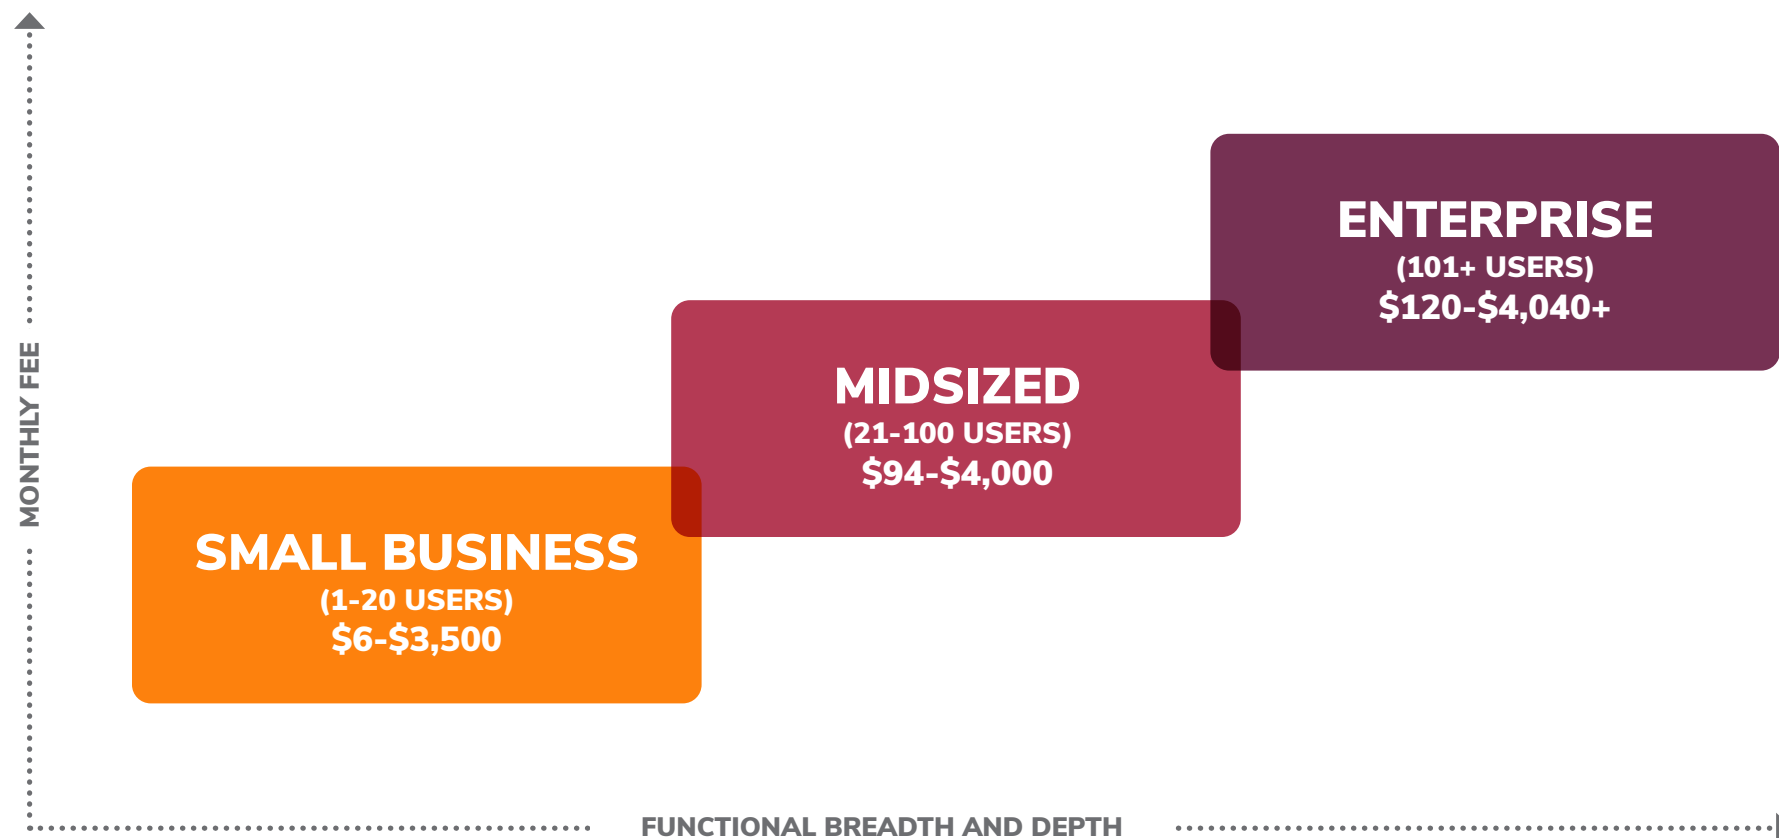 MONTHLY FEE
ENTERPRISE
(101+ USERS)
$120-$4,040+
MIDSIZED
(21-100 USERS)
$94-$4,000
SMALL BUSINESS
(1-20 USERS)
$6-$3,500
FUNCTIONAL BREADTH AND DEPTH